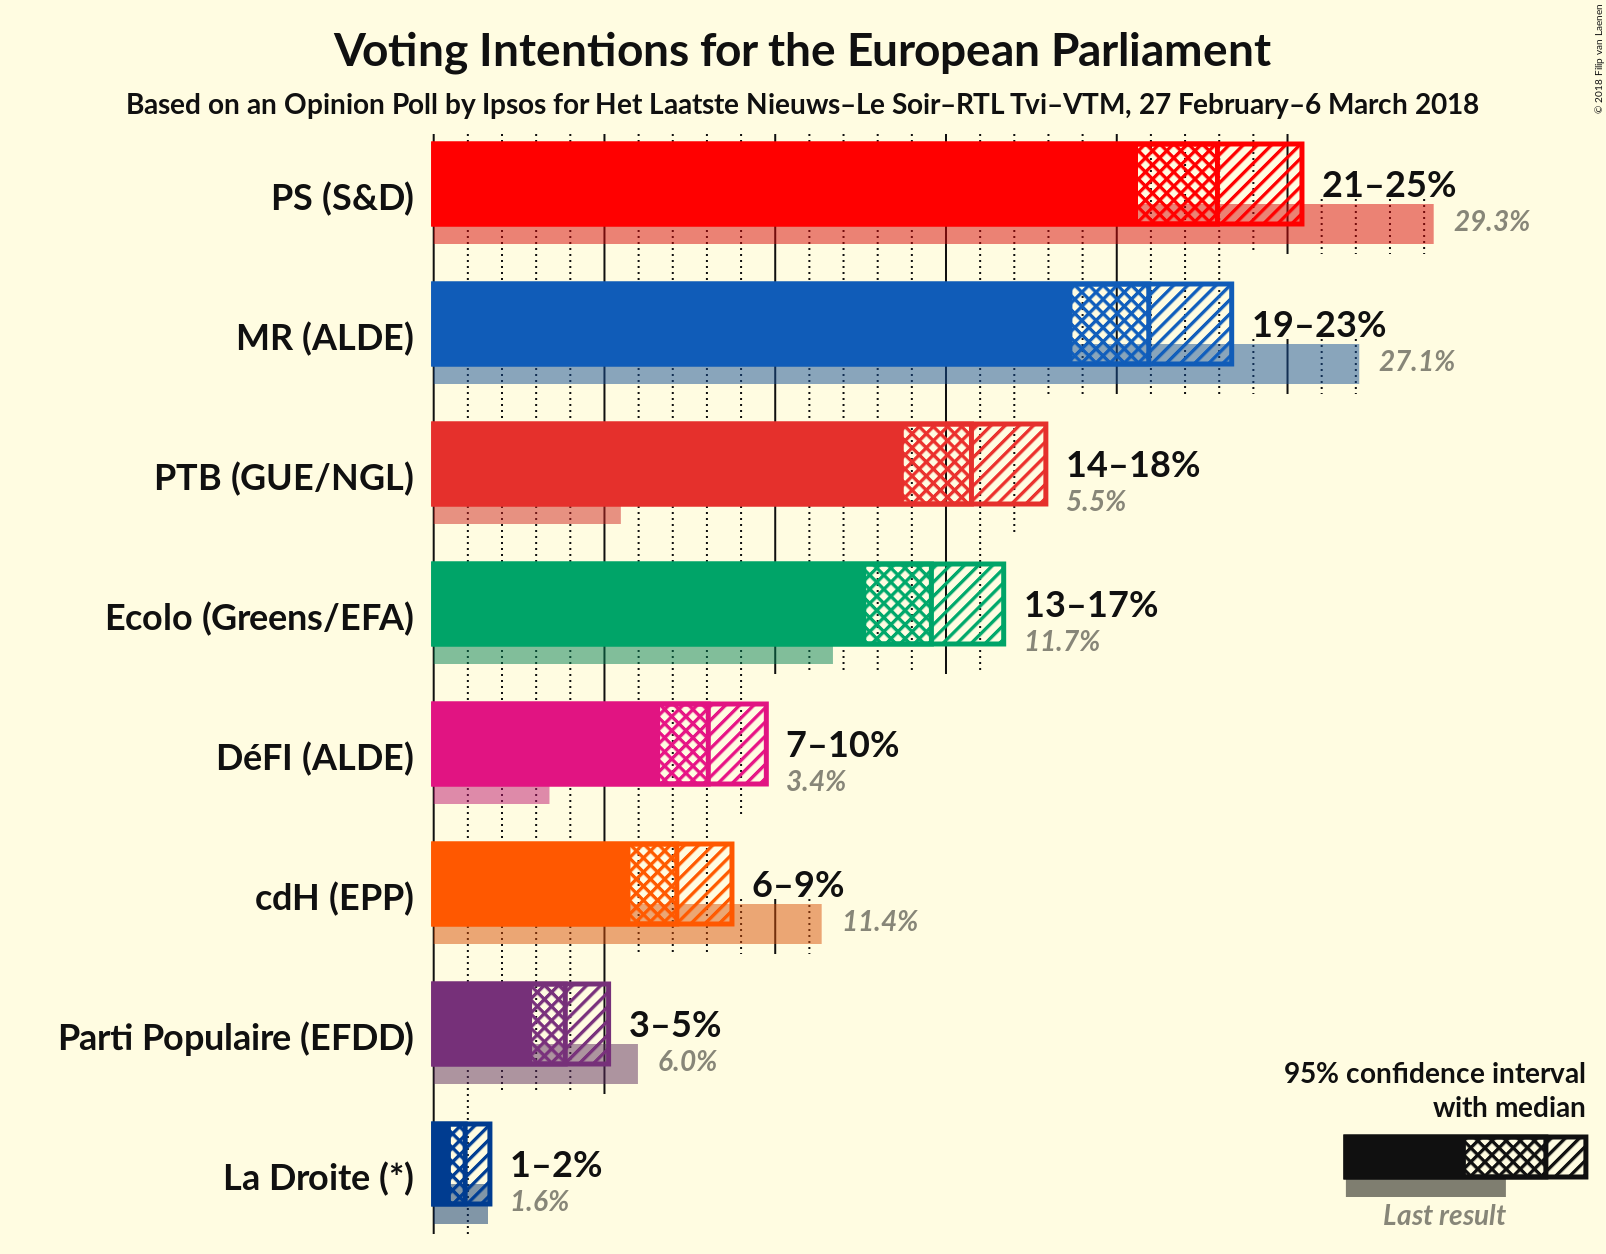 Voting Intentions for the European Parliament
Based on an Opinion Poll by Ipsos for Het Laatste Nieuws–Le Soir–RTL Tvi–VTM, 27 February–6 March 2018
© 2018 Filip van Laenen
PS (S&D)
21–25%
29.3%
MR (ALDE)
19–23%
27.1%
PTB (GUE/NGL)
14–18%
5.5%
Ecolo (Greens/EFA)
13–17%
11.7%
DéFI (ALDE)
7–10%
3.4%
cdH (EPP)
6–9%
11.4%
Parti Populaire (EFDD)
3–5%
6.0%
La Droite (*)
1–2%
1.6%
95% confidence interval
with median
Last result